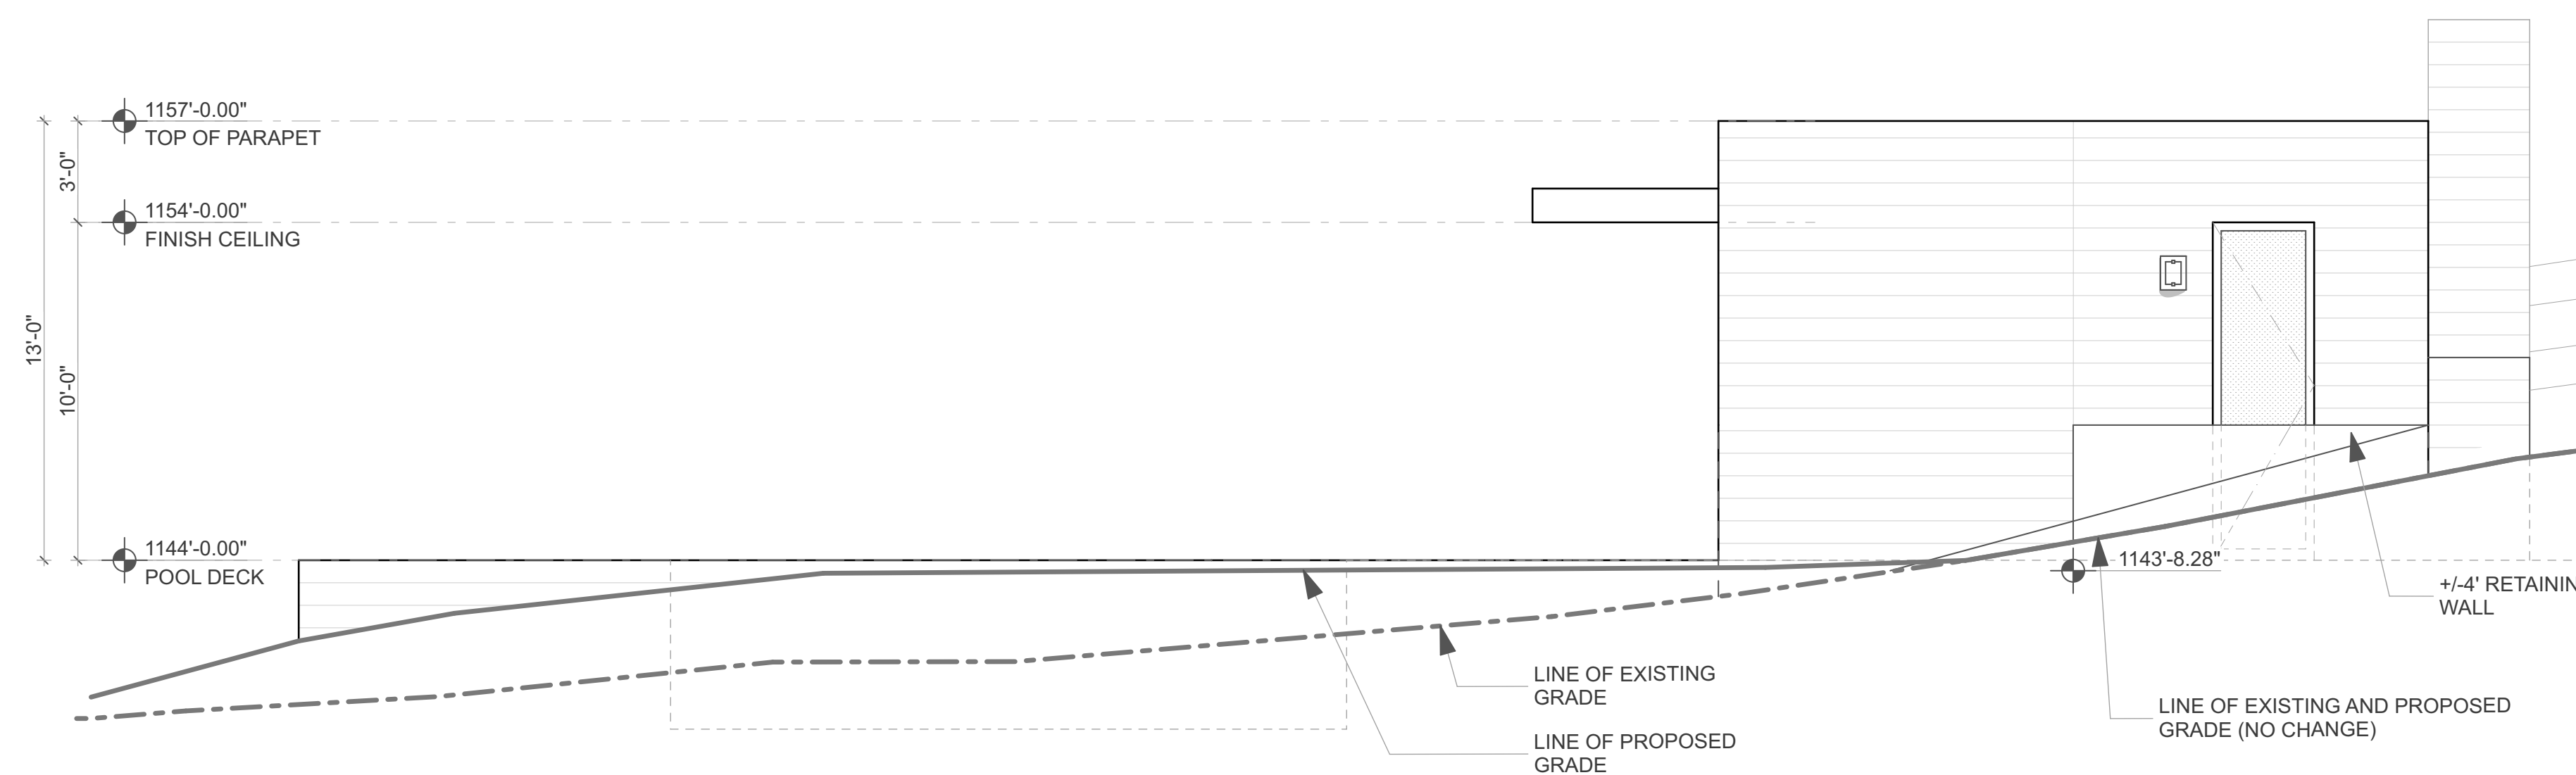 1157'-0.00"
TOP OF PARAPET
3'-0"
1154'-0.00"
FINISH CEILING
13'-0"
10'-0"
1144'-0.00"
POOL DECK
1143'-8.28"
+/-4' RETAININ
WALL
LINE OF EXISTING
GRADE
LINE OF EXISTING AND PROPOSED
GRADE (NO CHANGE)
LINE OF PROPOSED
GRADE